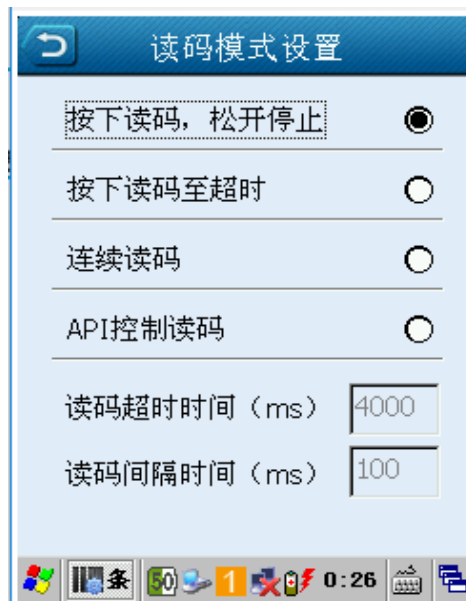 读码模式设置
按下读码，松开停止
按下读码至超时
连续读码
API控制读码
读码超时时间（ms） 4000
读码间隔时间（ms） 100
条 50 1 0:26